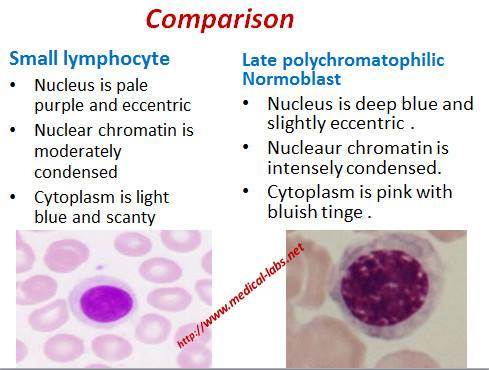 Comparison
Small lymphocyte
• Nucleus is pale
purple and eccentric
• Nuclear chromatin is
moderately
condensed
• Cytoplasm is light
blue and scanty
Late polychromatophilic
Normoblast
• Nucleus is deep blue and
slightly eccentric .
• Nucleaur chromatin is
intensely condensed.
• Cytoplasm is pink with
bluish tinge .
http://www.medical-labs.net